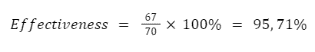 Effectiveness = 67/70 × 100% = 95,71%